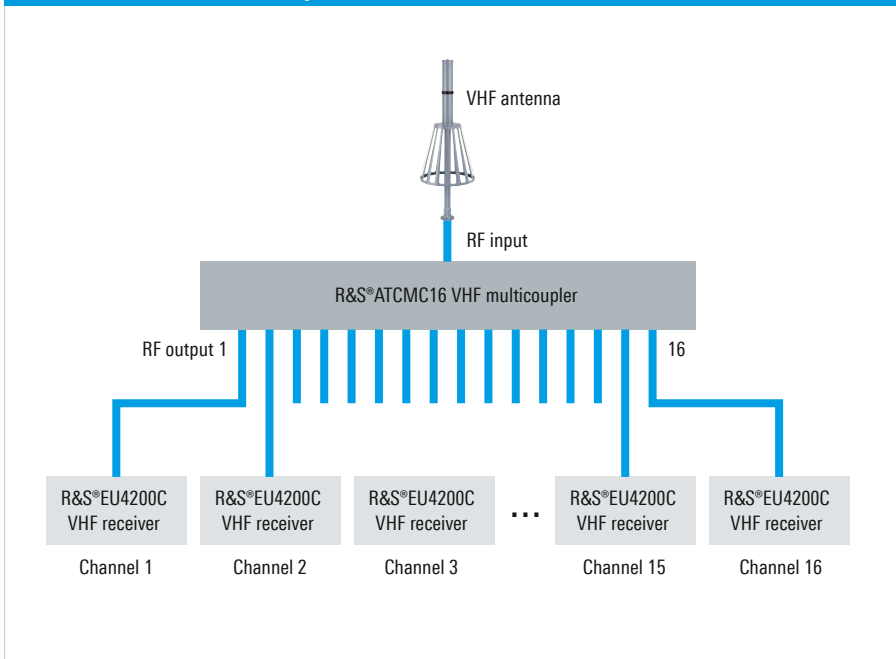 VHF antenna
RF input
R&S®ATCMC16 VHF multicoupler
RF output 1
16
R&S®EU4200C
VHF receiver
R&S®EU4200C
VHF receiver
R&S®EU4200C
VHF receiver
...
R&S®EU4200C
VHF receiver
R&S®EU4200C
VHF receiver
Channel 1
Channel 2
Channel 3
Channel 15
Channel 16